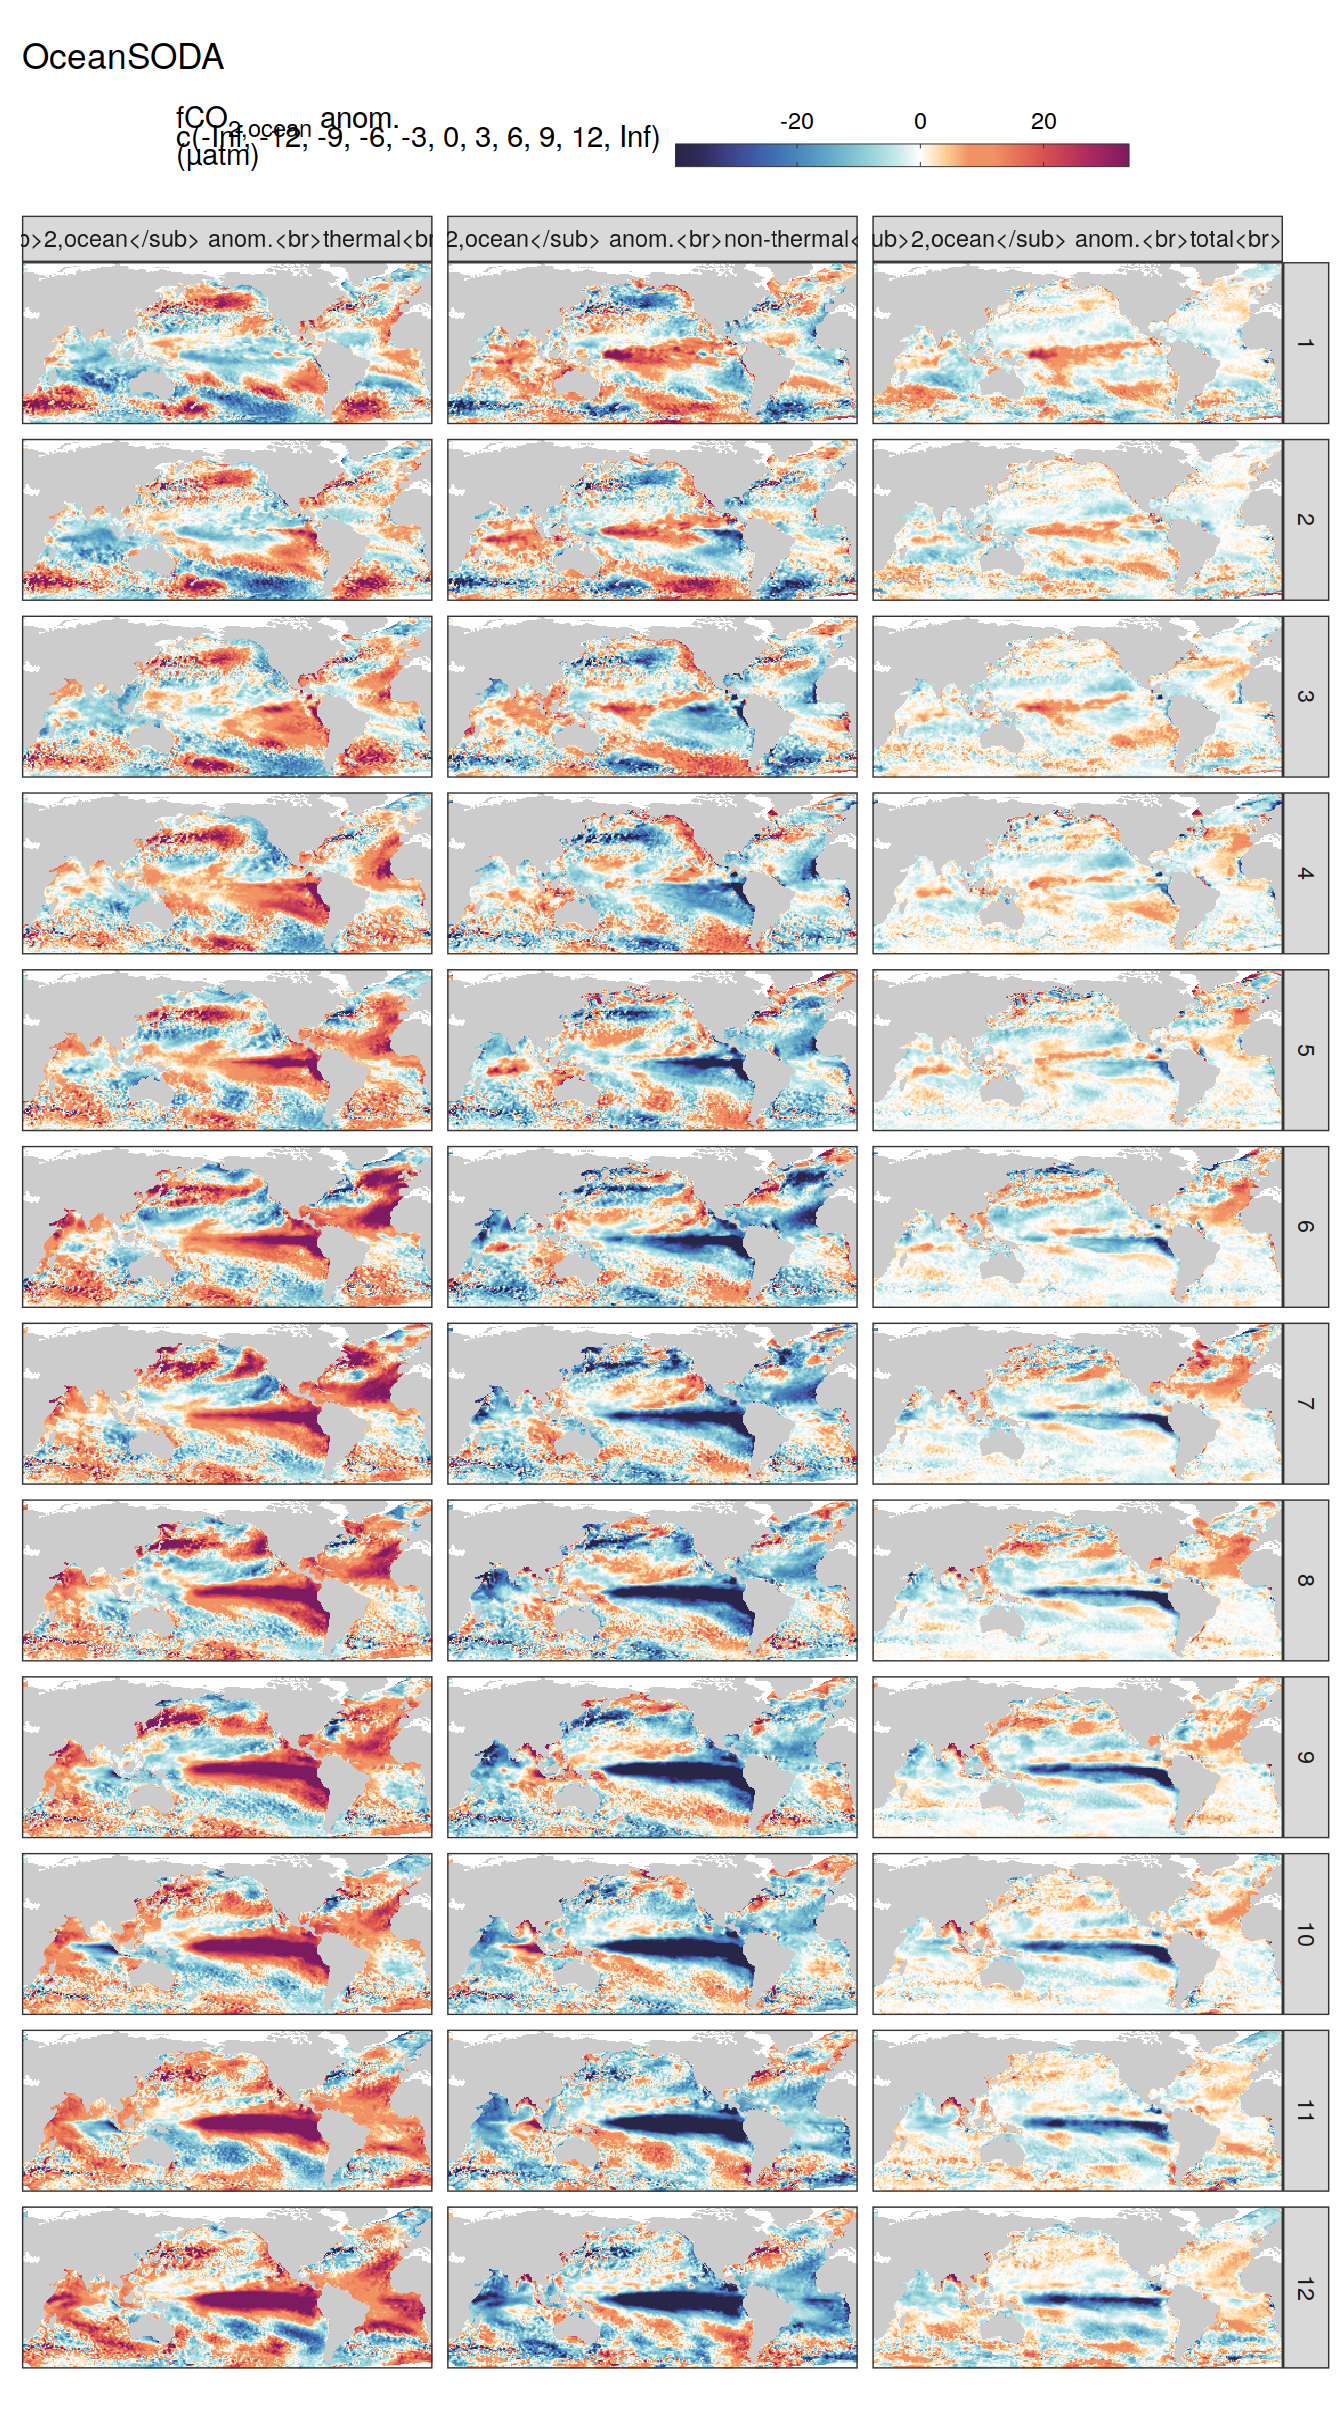 OceanSODA
fCO2,ocean anom.
c(-Inf, -12, -9, -6, -3, 0, 3, 6, 9, 12, Inf)
(µatm)
-20 0 20
b>2,ocean</sub> anom.<br>thermal<br
2,ocean</sub> anom.<br>non-thermal<
ub>2,ocean</sub> anom.<br>total<br>
1
2
3
4
5
6
7
8
9
10
11
12